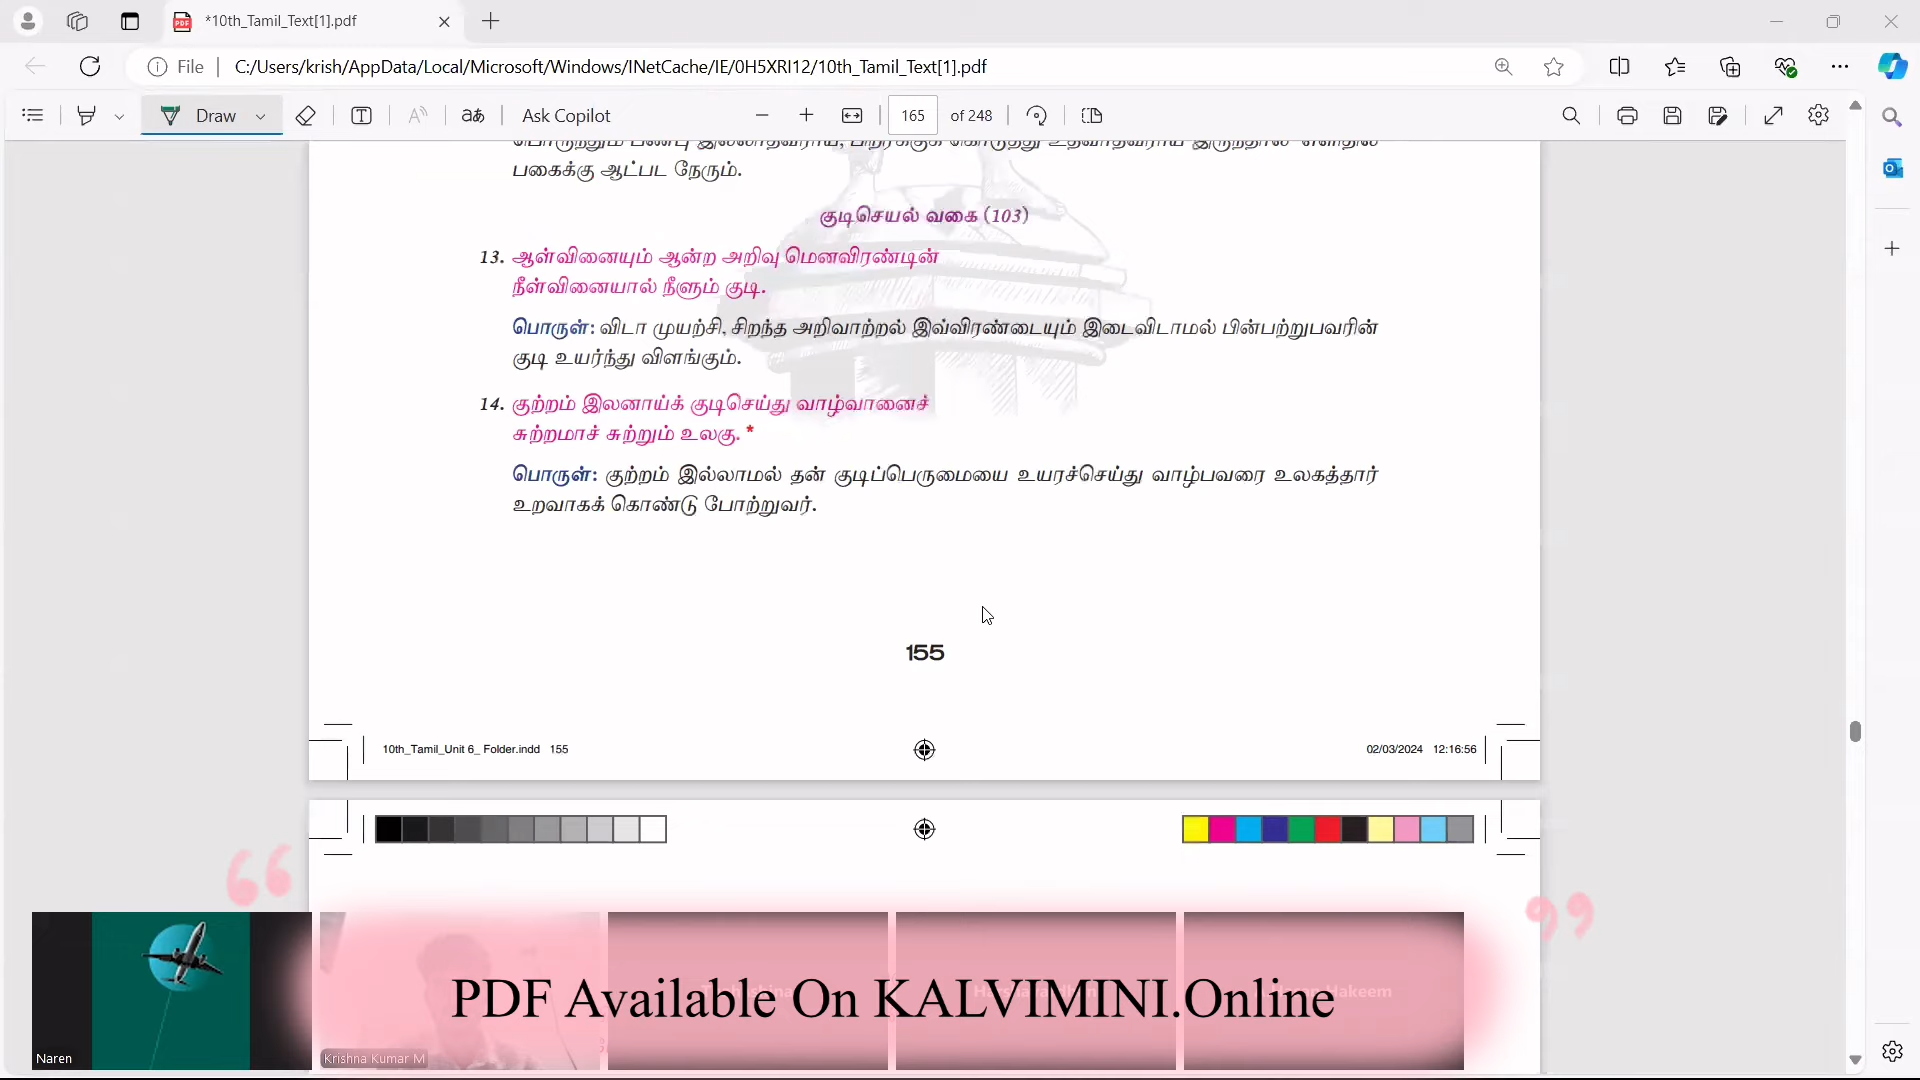 *10th_Tamil_Text[1].pdf
File
C:/Users/krish/AppData/Local/Microsoft/Windows/INetCache/IE/0H5XRI12/10th_Tamil_Text[1].pdf
Draw
Ask Copilot
165 of 248
பகைக்கு ஆட்பட நேரும்.
குடிசெயல் வகை (103)
13. ஆள்வினையும் ஆன்ற அறிவு மெனவிரண்டின்
நீள்வினையால் நீளும் குடி.
பொருள்: விடா முயற்சி, சிறந்த அறிவாற்றல் இவ்விரண்டையும் இடைவிடாமல் பின்பற்றுபவரின்
குடி உயர்ந்து விளங்கும்.
14. குற்றம் இலனாய்க் குடிசெய்து வாழ்வானைச்
சுற்றமாச் சுற்றும் உலகு. *
பொருள்: குற்றம் இல்லாமல் தன் குடிப்பெருமையை உயரச்செய்து வாழ்பவரை உலகத்தார்
உறவாகக் கொண்டு போற்றுவர்.
155
10th_Tamil_Unit 6_ Folder.indd 155
02/03/2024 12:16:56
“
”
PDF Available On KALVIMINI.Online
Hakeem
Naren
Krishna Kumar M